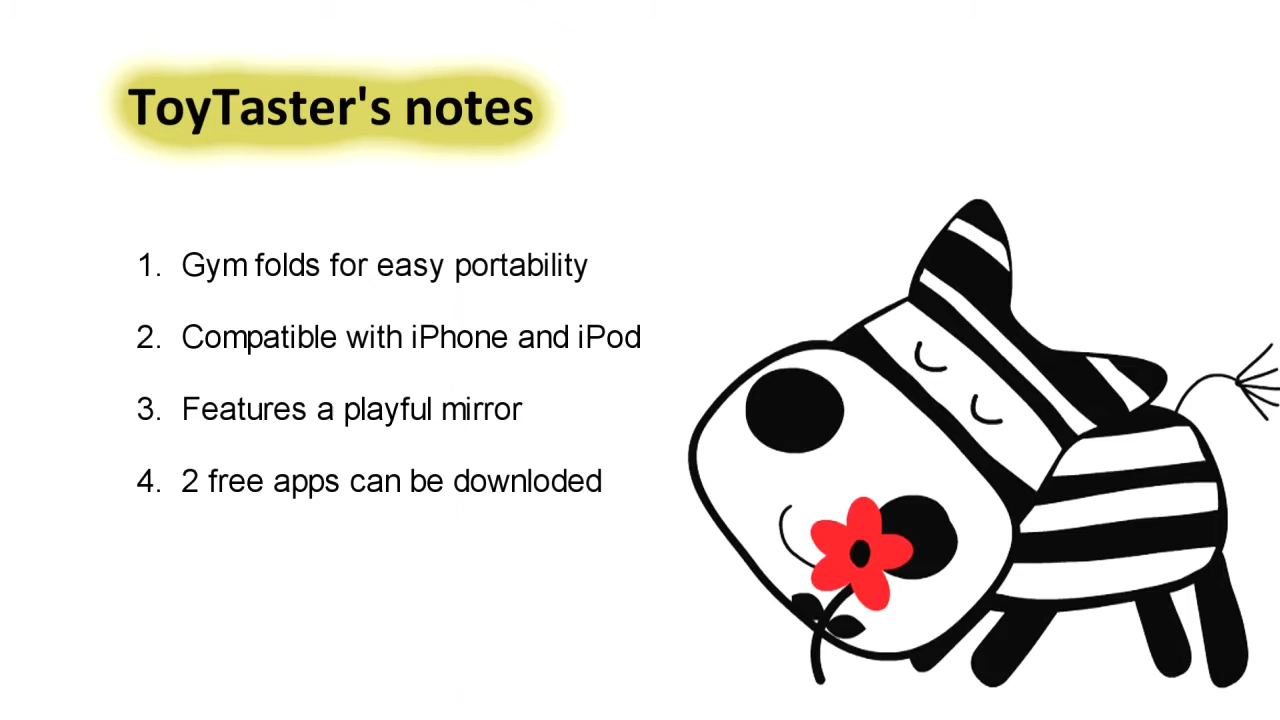 ToyTaster's notes
1. Gym folds for easy portability
2. Compatible with iPhone and iPod
3. Features a playful mirror
4. 2 free apps can be downloded